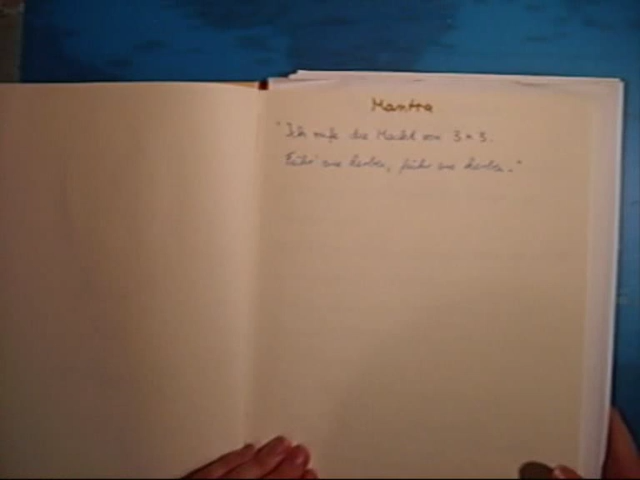 Mantra
"Ich rufe die Macht von 3 x 3.
Führ' sie herbei, führ' sie herbei."